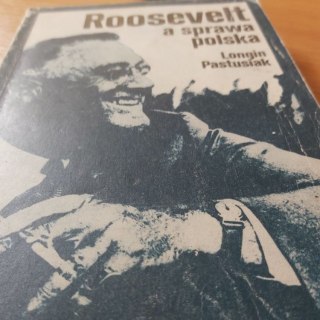 Roosevelt
a sprawa
polska
Longin
Pastusiak